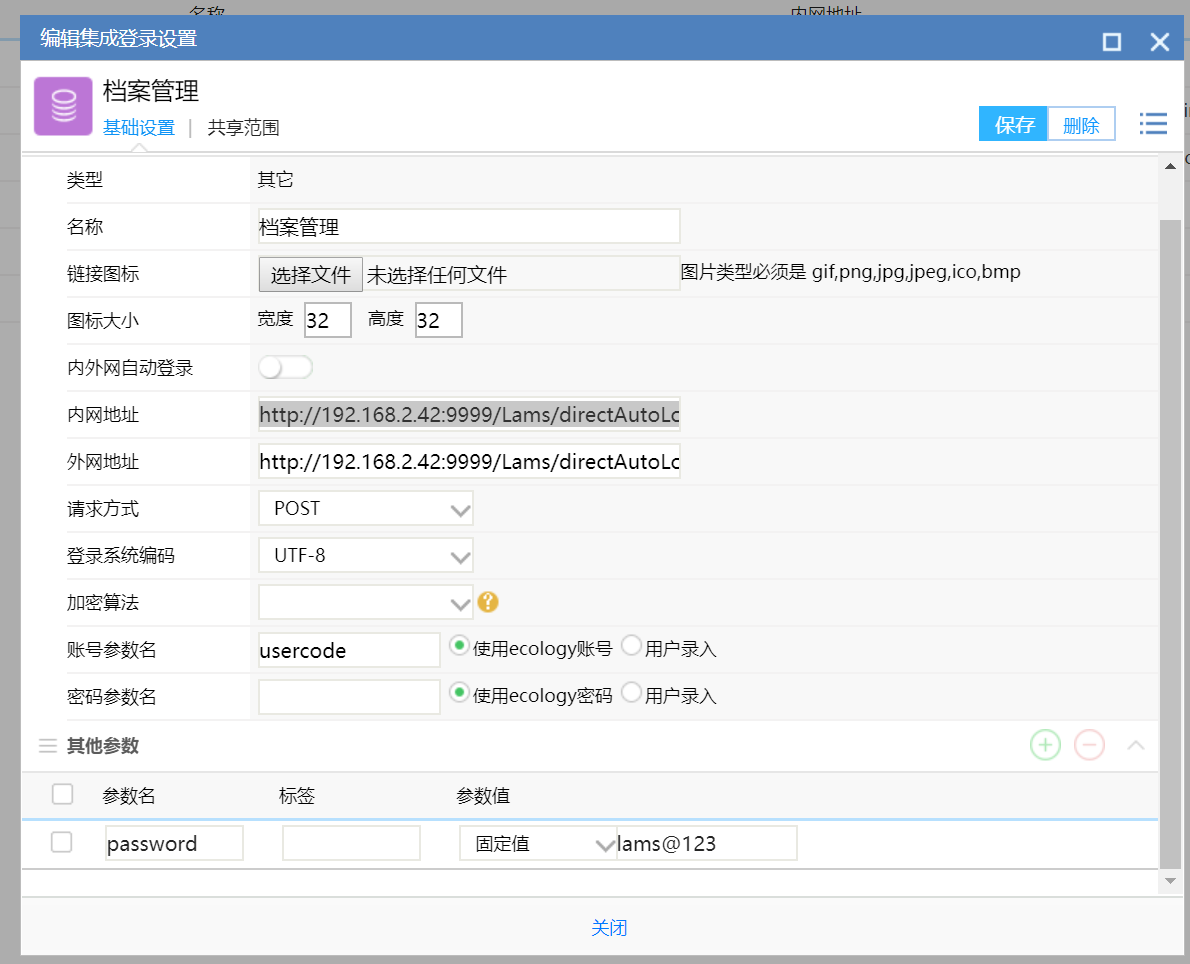 名称 内网地址
编辑集成登录设置
档案管理
基础设置 | 共享范围
保存 删除
类型 其它
名称 档案管理
链接图标 选择文件 未选择任何文件 图片类型必须是 gif,png,jpg,jpeg,ico,bmp
图标大小 宽度 32 高度 32
内外网自动登录
内网地址 http://192.168.2.42:9999/Lams/directAutoLo
外网地址 http://192.168.2.42:9999/Lams/directAutoLo
请求方式 POST
登录系统编码 UTF-8
加密算法 ?
账号参数名 usercode 使用ecology账号 用户录入
密码参数名 使用ecology密码 用户录入
其他参数
参数名 标签 参数值
password 固定值 lams@123
关闭